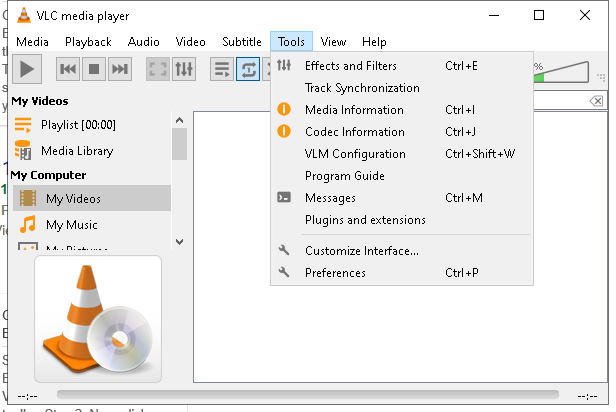 VLC media player
Media Playback Audio Video Subtitle Tools View Help
%
My Videos
Playlist [00:00]
Media Library
My Computer
My Videos
My Music
My Pictures
Effects and Filters Ctrl+E
Track Synchronization
Media Information Ctrl+I
Codec Information Ctrl+J
VLM Configuration Ctrl+Shift+W
Program Guide
Messages Ctrl+M
Plugins and extensions
Customize Interface...
Preferences Ctrl+P
--:-- --:--